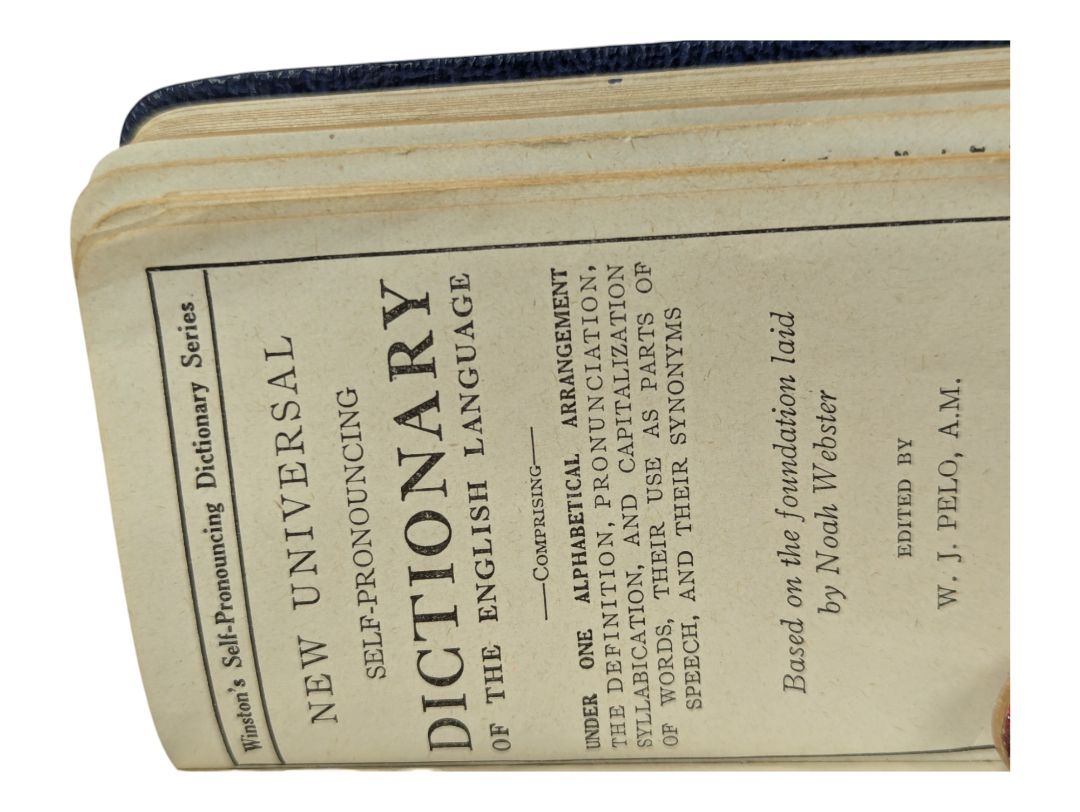 Winston's Self-Pronouncing Dictionary Series
NEW UNIVERSAL
SELF-PRONOUNCING
DICTIONARY
OF THE ENGLISH LANGUAGE
—COMPRISING—
UNDER ONE ALPHABETICAL ARRANGEMENT
THE DEFINITION, PRONUNCIATION,
SYLLABICATION, AND CAPITALIZATION
OF WORDS, THEIR USE AS PARTS OF
SPEECH, AND THEIR SYNONYMS
Based on the foundation laid
by Noah Webster
EDITED BY
W. J. PELO, A.M.